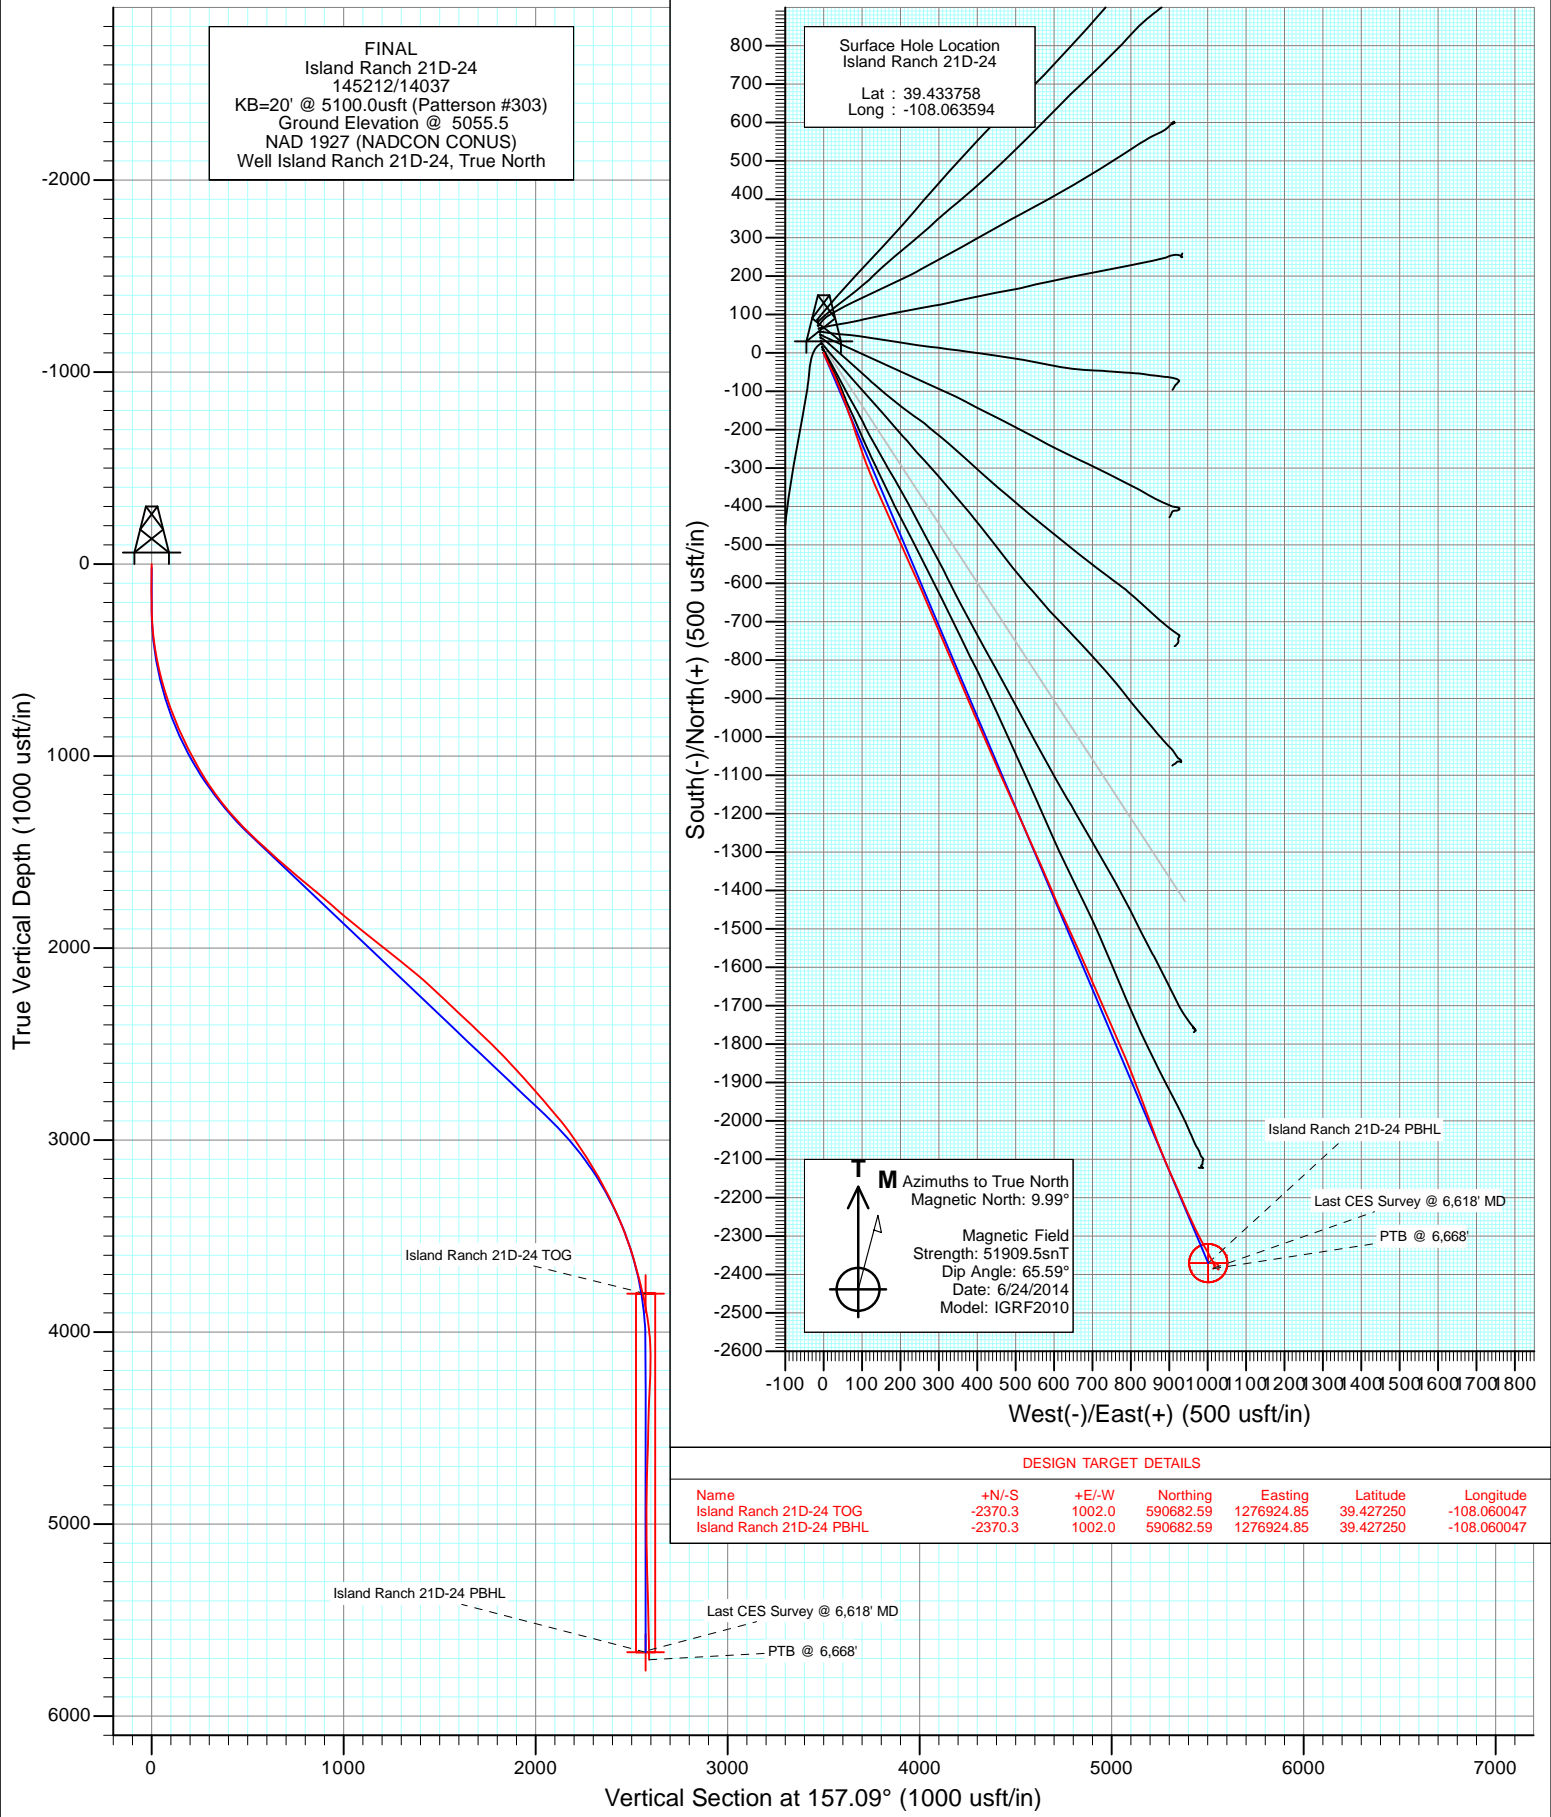 FINAL
Island Ranch 21D-24
145212/14037
KB=20' @ 5100.0usft (Patterson #303)
Ground Elevation @ 5055.5
NAD 1927 (NADCON CONUS)
Well Island Ranch 21D-24, True North
-2000
-1000
0
1000
2000
3000
4000
5000
6000
True Vertical Depth (1000 usft/in)
Island Ranch 21D-24 TOG
Island Ranch 21D-24 PBHL
Last CES Survey @ 6,618' MD
PTB @ 6,668'
0 1000 2000 3000 4000 5000 6000 7000
Vertical Section at 157.09° (1000 usft/in)
Surface Hole Location
Island Ranch 21D-24
Lat : 39.433758
Long : -108.063594
800
700
600
500
400
300
200
100
0
-100
-200
-300
-400
-500
-600
-700
-800
-900
-1000
-1100
-1200
-1300
-1400
-1500
-1600
-1700
-1800
-1900
-2000
-2100
-2200
-2300
-2400
-2500
-2600
South(-)/North(+) (500 usft/in)
Island Ranch 21D-24 PBHL
Last CES Survey @ 6,618' MD
PTB @ 6,668'
T
M
Azimuths to True North
Magnetic North: 9.99°
Magnetic Field
Strength: 51909.5snT
Dip Angle: 65.59°
Date: 6/24/2014
Model: IGRF2010
-100 0 100 200 300 400 500 600 700 800 900 1000 1100 1200 1300 1400 1500 1600 1700 1800
West(-)/East(+) (500 usft/in)
DESIGN TARGET DETAILS
Name +N/-S +E/-W Northing Easting Latitude Longitude
Island Ranch 21D-24 TOG -2370.3 1002.0 590682.59 1276924.85 39.427250 -108.060047
Island Ranch 21D-24 PBHL -2370.3 1002.0 590682.59 1276924.85 39.427250 -108.060047